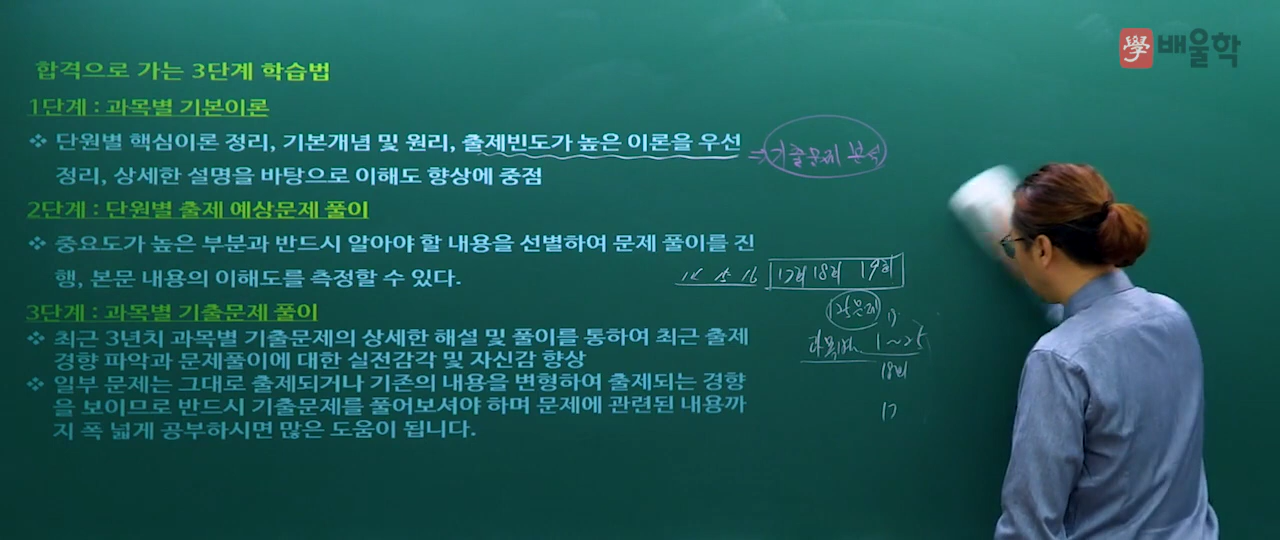 學 배울학
합격으로 가는 3단계 학습법
1단계 : 과목별 기본이론
❖ 단원별 핵심이론 정리, 기본개념 및 원리, 출제빈도가 높은 이론을 우선
정리, 상세한 설명을 바탕으로 이해도 향상에 중점
⇒ 기출문제 분석
2단계 : 단원별 출제 예상문제 풀이
❖ 중요도가 높은 부분과 반드시 알아야 할 내용을 선별하여 문제 풀이를 진
행, 본문 내용의 이해도를 측정할 수 있다.
15 16 17회 18회 19회
3단계 : 과목별 기출문제 풀이
❖ 최근 3년치 과목별 기출문제의 상세한 해설 및 풀이를 통하여 최근 출제
경향 파악과 문제풀이에 대한 실전감각 및 자신감 향상
❖ 일부 문제는 그대로 출제되거나 기존의 내용을 변형하여 출제되는 경향
을 보이므로 반드시 기출문제를 풀어보셔야 하며 문제에 관련된 내용까
지 폭 넓게 공부하시면 많은 도움이 됩니다.
과목별 1~25
17